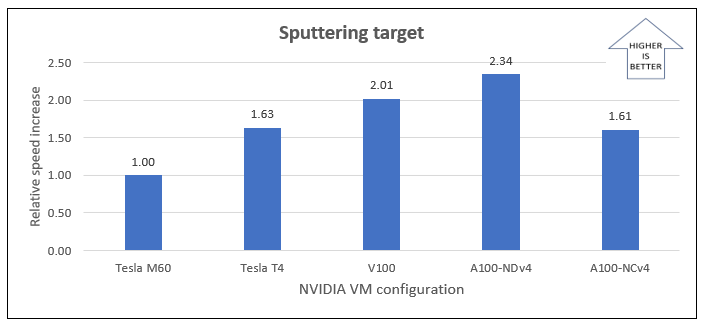 Sputtering target
HIGHER
IS
BETTER
Relative speed increase
2.50
2.00
1.50
1.00
0.50
0.00
1.00
1.63
2.01
2.34
1.61
Tesla M60
Tesla T4
V100
A100-NDv4
A100-NCv4
NVIDIA VM configuration